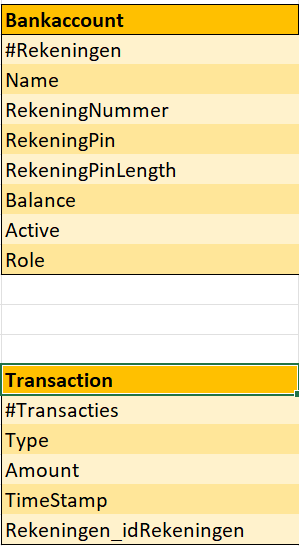 Bankaccount
#Rekeningen
Name
RekeningNummer
RekeningPin
RekeningPinLength
Balance
Active
Role
Transaction
#Transacties
Type
Amount
TimeStamp
Rekeningen_idRekeningen